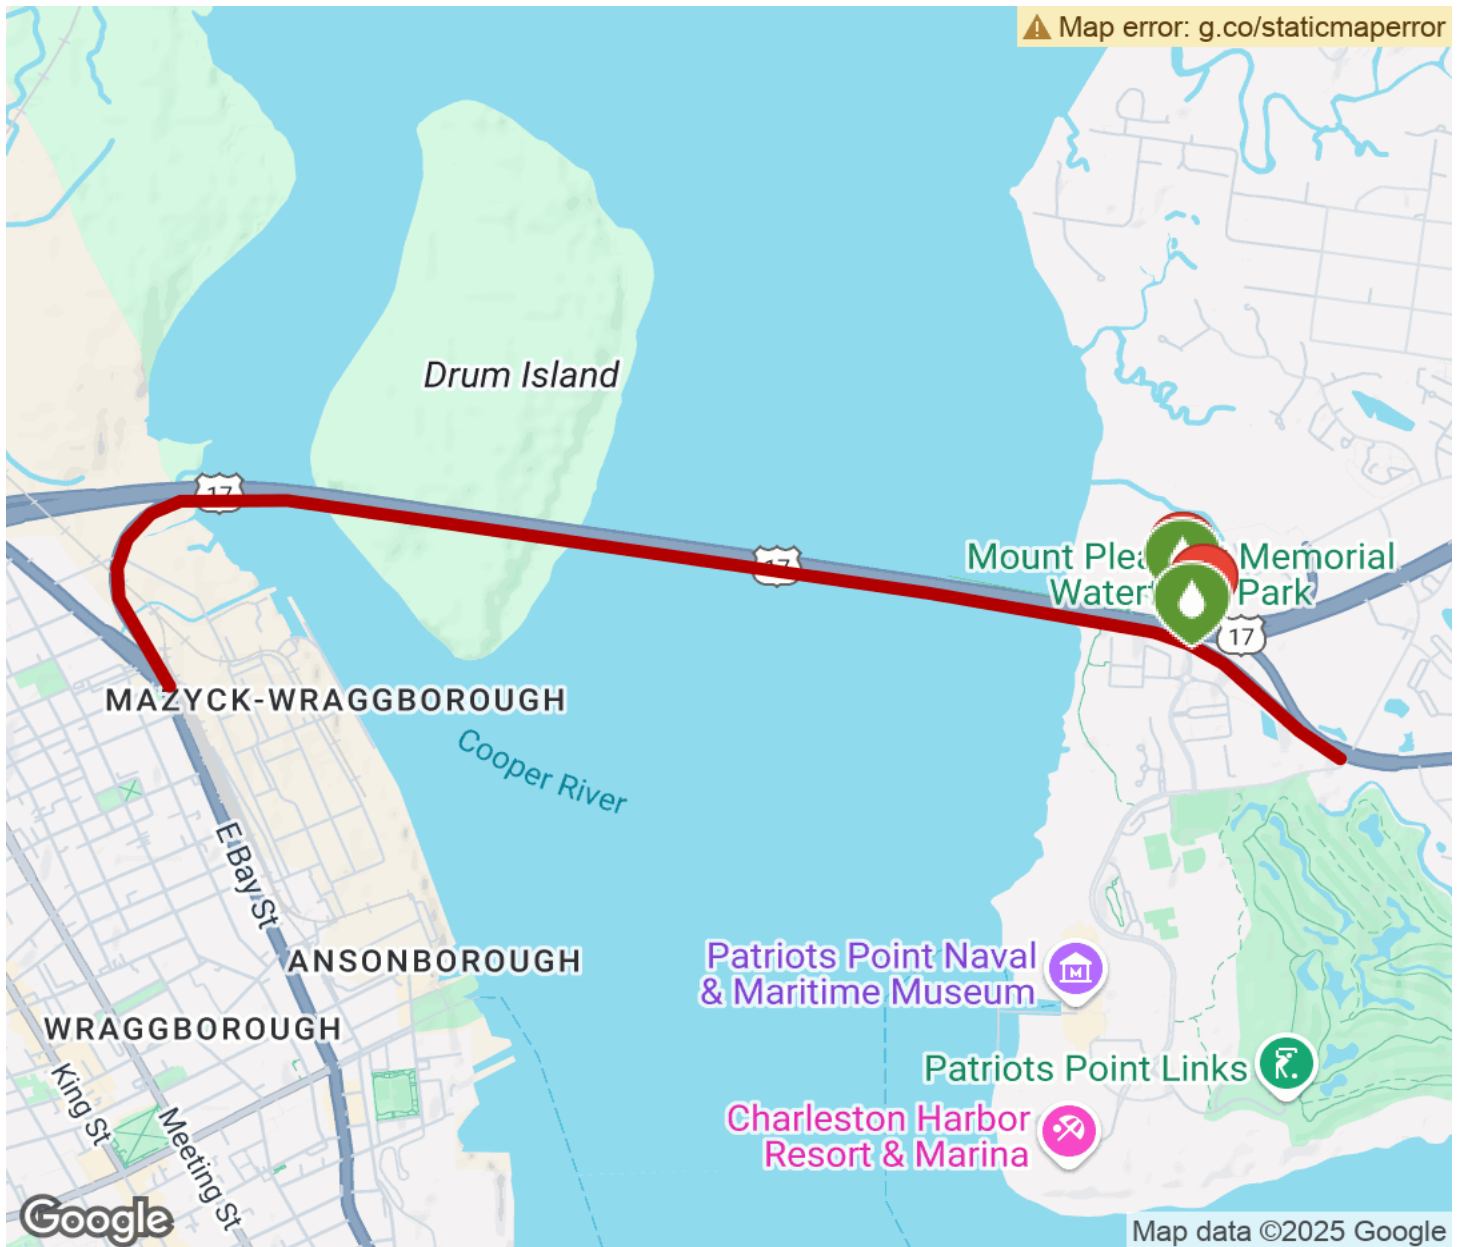 Map error: g.co/staticmaperror
Drum Island
17
17
Mount Plea Memorial
Water Park
17
MAZYCK-WRAGGBOROUGH
Cooper River
E Bay St
ANSONBOROUGH
Patriots Point Naval
& Maritime Museum
WRAGGBOROUGH
Patriots Point Links
King St
Meeting St
Charleston Harbor
Resort & Marina
Google
Map data ©2025 Google